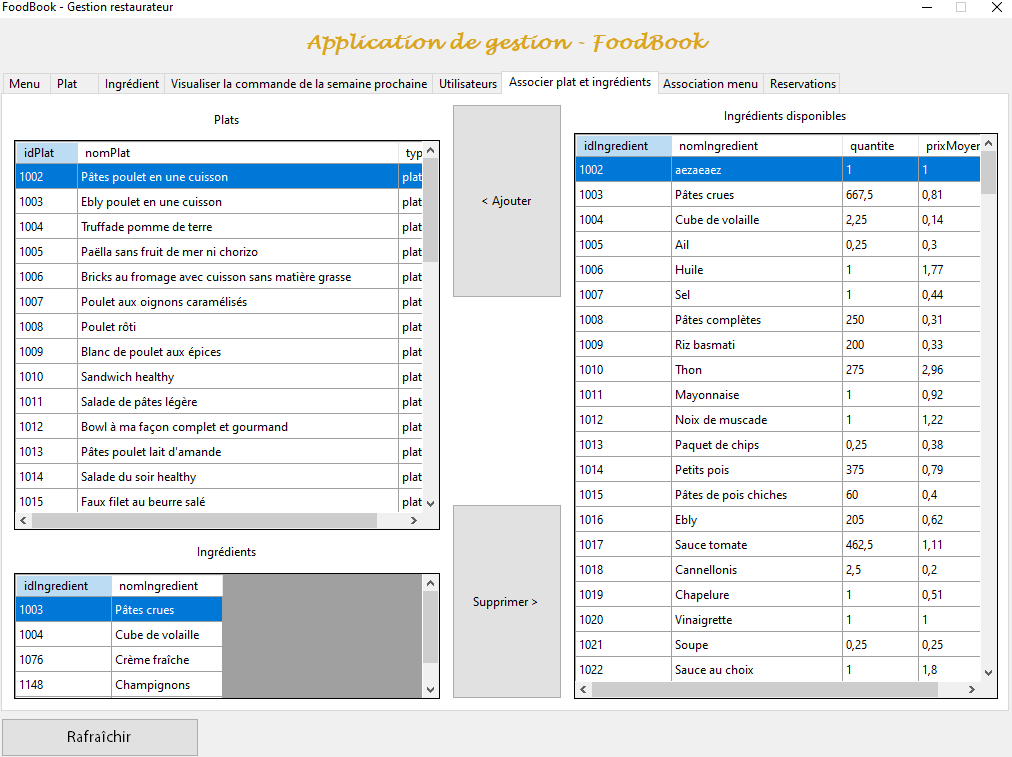 FoodBook - Gestion restaurateur
Application de gestion - FoodBook
Menu Plat Ingrédient Visualiser la commande de la semaine prochaine Utilisateurs Associer plat et ingrédients Association menu Reservations
Plats
idPlat nomPlat typ
1002 Pâtes poulet en une cuisson plat
1003 Ebly poulet en une cuisson plat
1004 Truffade pomme de terre plat
1005 Paëlla sans fruit de mer ni chorizo plat
1006 Bricks au fromage avec cuisson sans matière grasse plat
1007 Poulet aux oignons caramélisés plat
1008 Poulet rôti plat
1009 Blanc de poulet aux épices plat
1010 Sandwich healthy plat
1011 Salade de pâtes légère plat
1012 Bowl à ma façon complet et gourmand plat
1013 Pâtes poulet lait d'amande plat
1014 Salade du soir healthy plat
1015 Faux filet au beurre salé plat
Ingrédients
idIngredient nomIngredient
1003 Pâtes crues
1004 Cube de volaille
1076 Crème fraîche
1148 Champignons
< Ajouter
Supprimer >
Ingrédients disponibles
idIngredient nomIngredient quantite prixMoyen
1002 aezaeaez 1 1
1003 Pâtes crues 667,5 0,81
1004 Cube de volaille 2,25 0,14
1005 Ail 0,25 0,3
1006 Huile 1 1,77
1007 Sel 1 0,44
1008 Pâtes complètes 250 0,31
1009 Riz basmati 200 0,33
1010 Thon 275 2,96
1011 Mayonnaise 1 0,92
1012 Noix de muscade 1 1,22
1013 Paquet de chips 0,25 0,38
1014 Petits pois 375 0,79
1015 Pâtes de pois chiches 60 0,4
1016 Ebly 205 0,62
1017 Sauce tomate 462,5 1,11
1018 Cannellonis 2,5 0,2
1019 Chapelure 1 0,51
1020 Vinaigrette 1 1
1021 Soupe 0,25 0,25
1022 Sauce au choix 1 1,8
Rafraîchir